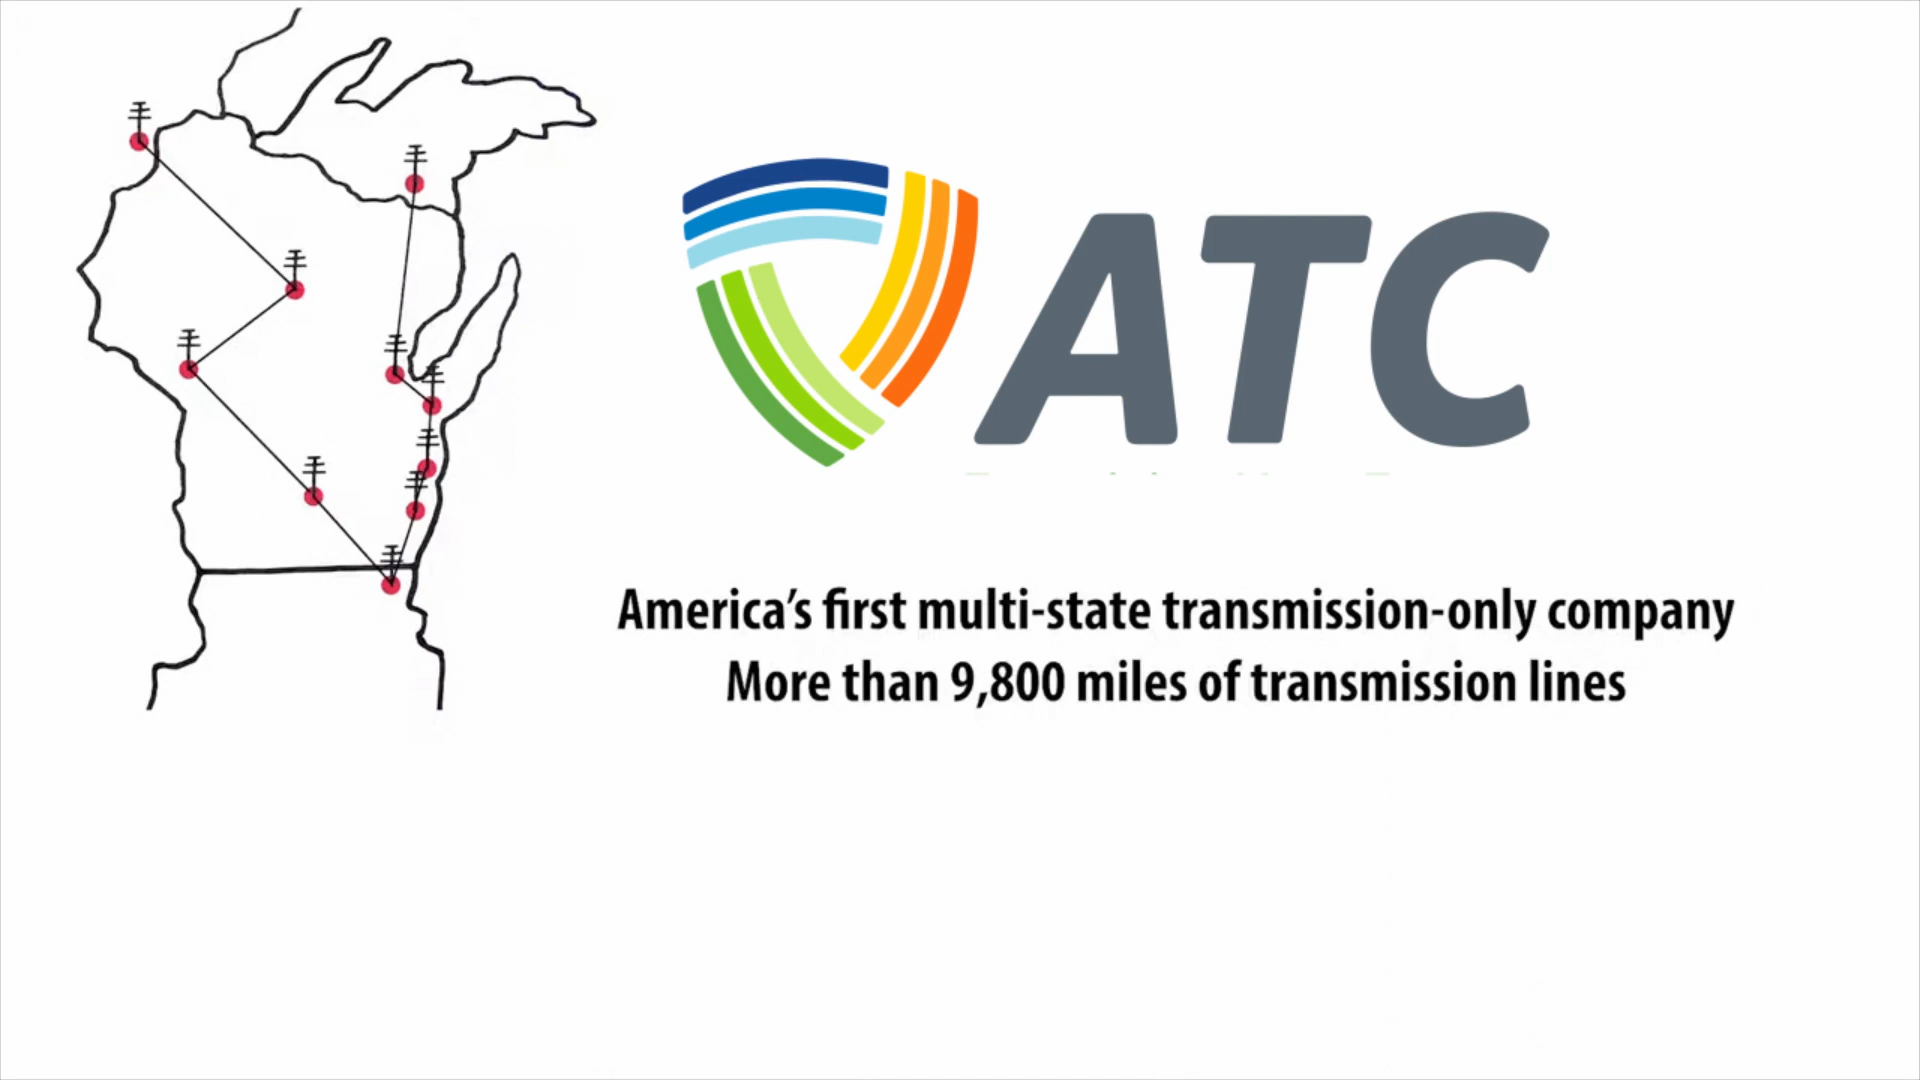 ATC
America's first multi-state transmission-only company
More than 9,800 miles of transmission lines